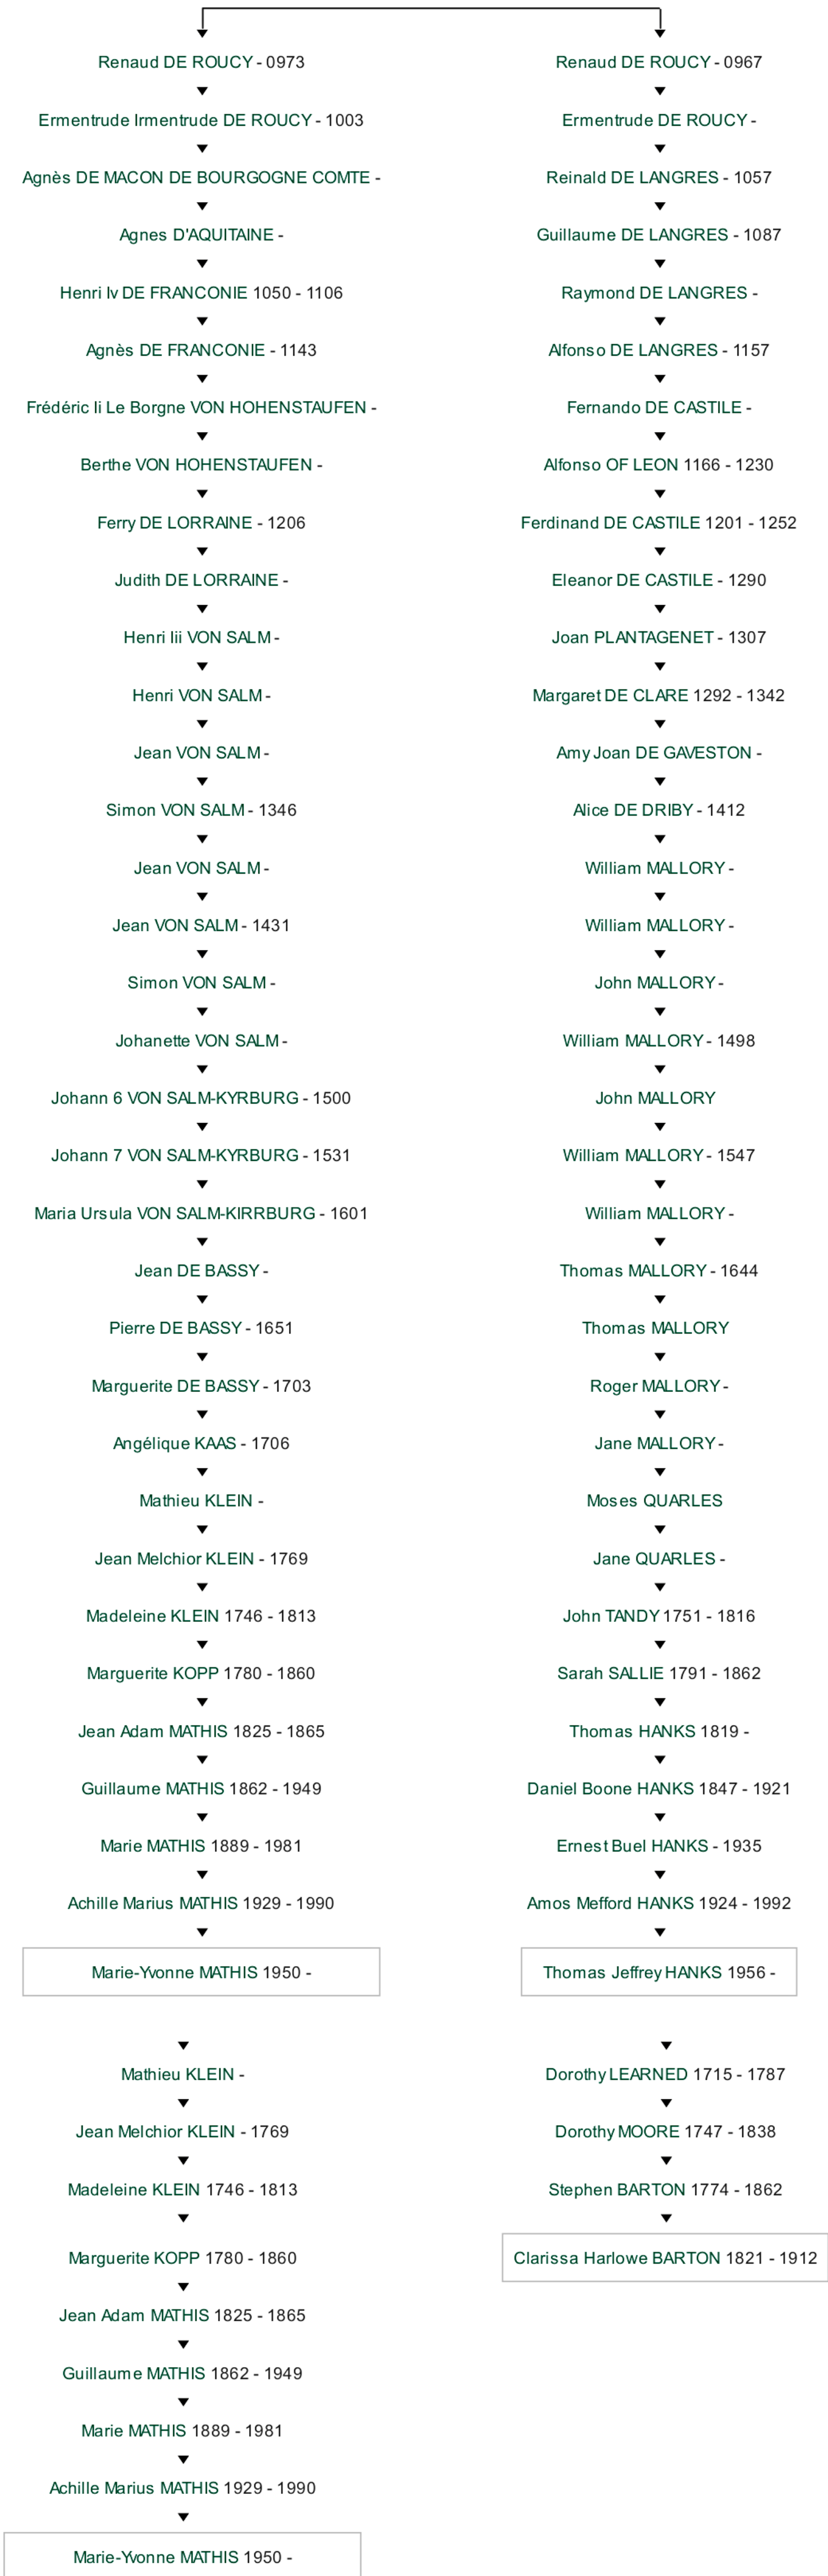 Renaud DE ROUCY - 0973
Ermentrude Irmentrude DE ROUCY - 1003
Agnès DE MACON DE BOURGOGNE COMTE -
Agnes D'AQUITAINE -
Henri Iv DE FRANCONIE 1050 - 1106
Agnès DE FRANCONIE - 1143
Frédéric Ii Le Borgne VON HOHENSTAUFEN -
Berthe VON HOHENSTAUFEN -
Ferry DE LORRAINE - 1206
Judith DE LORRAINE -
Henri Iii VON SALM -
Henri VON SALM -
Jean VON SALM -
Simon VON SALM - 1346
Jean VON SALM -
Jean VON SALM - 1431
Simon VON SALM -
Johanette VON SALM -
Johann 6 VON SALM-KYRBURG - 1500
Johann 7 VON SALM-KYRBURG - 1531
Maria Ursula VON SALM-KIRRBURG - 1601
Jean DE BASSY -
Pierre DE BASSY - 1651
Marguerite DE BASSY - 1703
Angélique KAAS - 1706
Mathieu KLEIN -
Jean Melchior KLEIN - 1769
Madeleine KLEIN 1746 - 1813
Marguerite KOPP 1780 - 1860
Jean Adam MATHIS 1825 - 1865
Guillaume MATHIS 1862 - 1949
Marie MATHIS 1889 - 1981
Achille Marius MATHIS 1929 - 1990
Marie-Yvonne MATHIS 1950 -
Renaud DE ROUCY - 0967
Ermentrude DE ROUCY -
Reinald DE LANGRES - 1057
Guillaume DE LANGRES - 1087
Raymond DE LANGRES -
Alfonso DE LANGRES - 1157
Fernando DE CASTILE -
Alfonso OF LEON 1166 - 1230
Ferdinand DE CASTILE 1201 - 1252
Eleanor DE CASTILE - 1290
Joan PLANTAGENET - 1307
Margaret DE CLARE 1292 - 1342
Amy Joan DE GAVESTON -
Alice DE DRIBY - 1412
William MALLORY -
William MALLORY -
John MALLORY -
William MALLORY - 1498
John MALLORY
William MALLORY - 1547
William MALLORY -
Thomas MALLORY - 1644
Thomas MALLORY
Roger MALLORY -
Jane MALLORY -
Moses QUARLES
Jane QUARLES -
John TANDY 1751 - 1816
Sarah SALLIE 1791 - 1862
Thomas HANKS 1819 -
Daniel Boone HANKS 1847 - 1921
Ernest Buel HANKS - 1935
Amos Mefford HANKS 1924 - 1992
Thomas Jeffrey HANKS 1956 -
Mathieu KLEIN -
Jean Melchior KLEIN - 1769
Madeleine KLEIN 1746 - 1813
Marguerite KOPP 1780 - 1860
Jean Adam MATHIS 1825 - 1865
Guillaume MATHIS 1862 - 1949
Marie MATHIS 1889 - 1981
Achille Marius MATHIS 1929 - 1990
Marie-Yvonne MATHIS 1950 -
Dorothy LEARNED 1715 - 1787
Dorothy MOORE 1747 - 1838
Stephen BARTON 1774 - 1862
Clarissa Harlowe BARTON 1821 - 1912